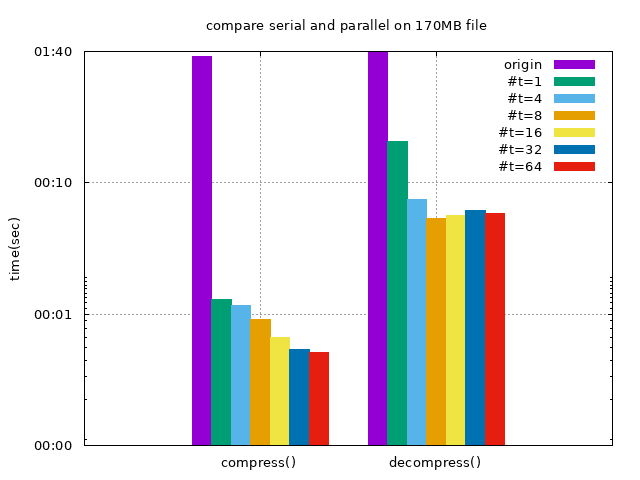 compare serial and parallel on 170MB file
01:40
00:10
00:01
00:00
time(sec)
origin
#t=1
#t=4
#t=8
#t=16
#t=32
#t=64
compress()
decompress()